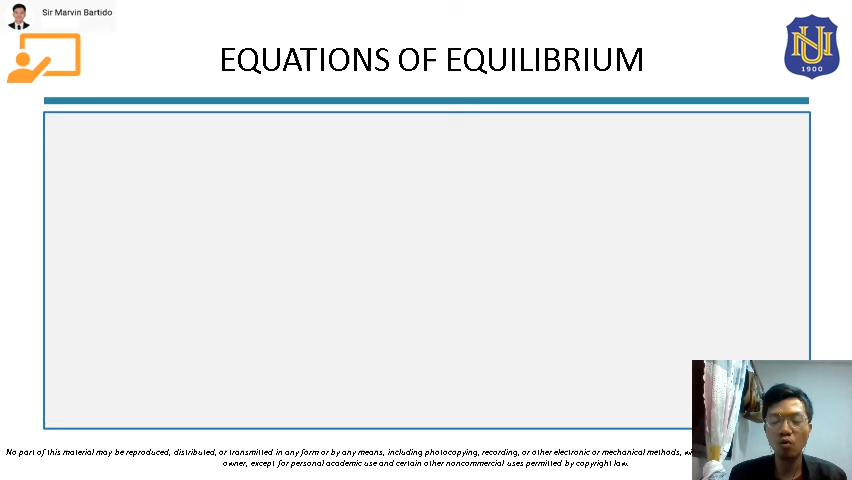 Sir Marvin Bartido
EQUATIONS OF EQUILIBRIUM
NU
1900
No part of this material may be reproduced, distributed, or transmitted in any form or by any means, including photocopying, recording, or other electronic or mechanical methods,
owner, except for personal academic use and certain other noncommercial uses permitted by copyright law.